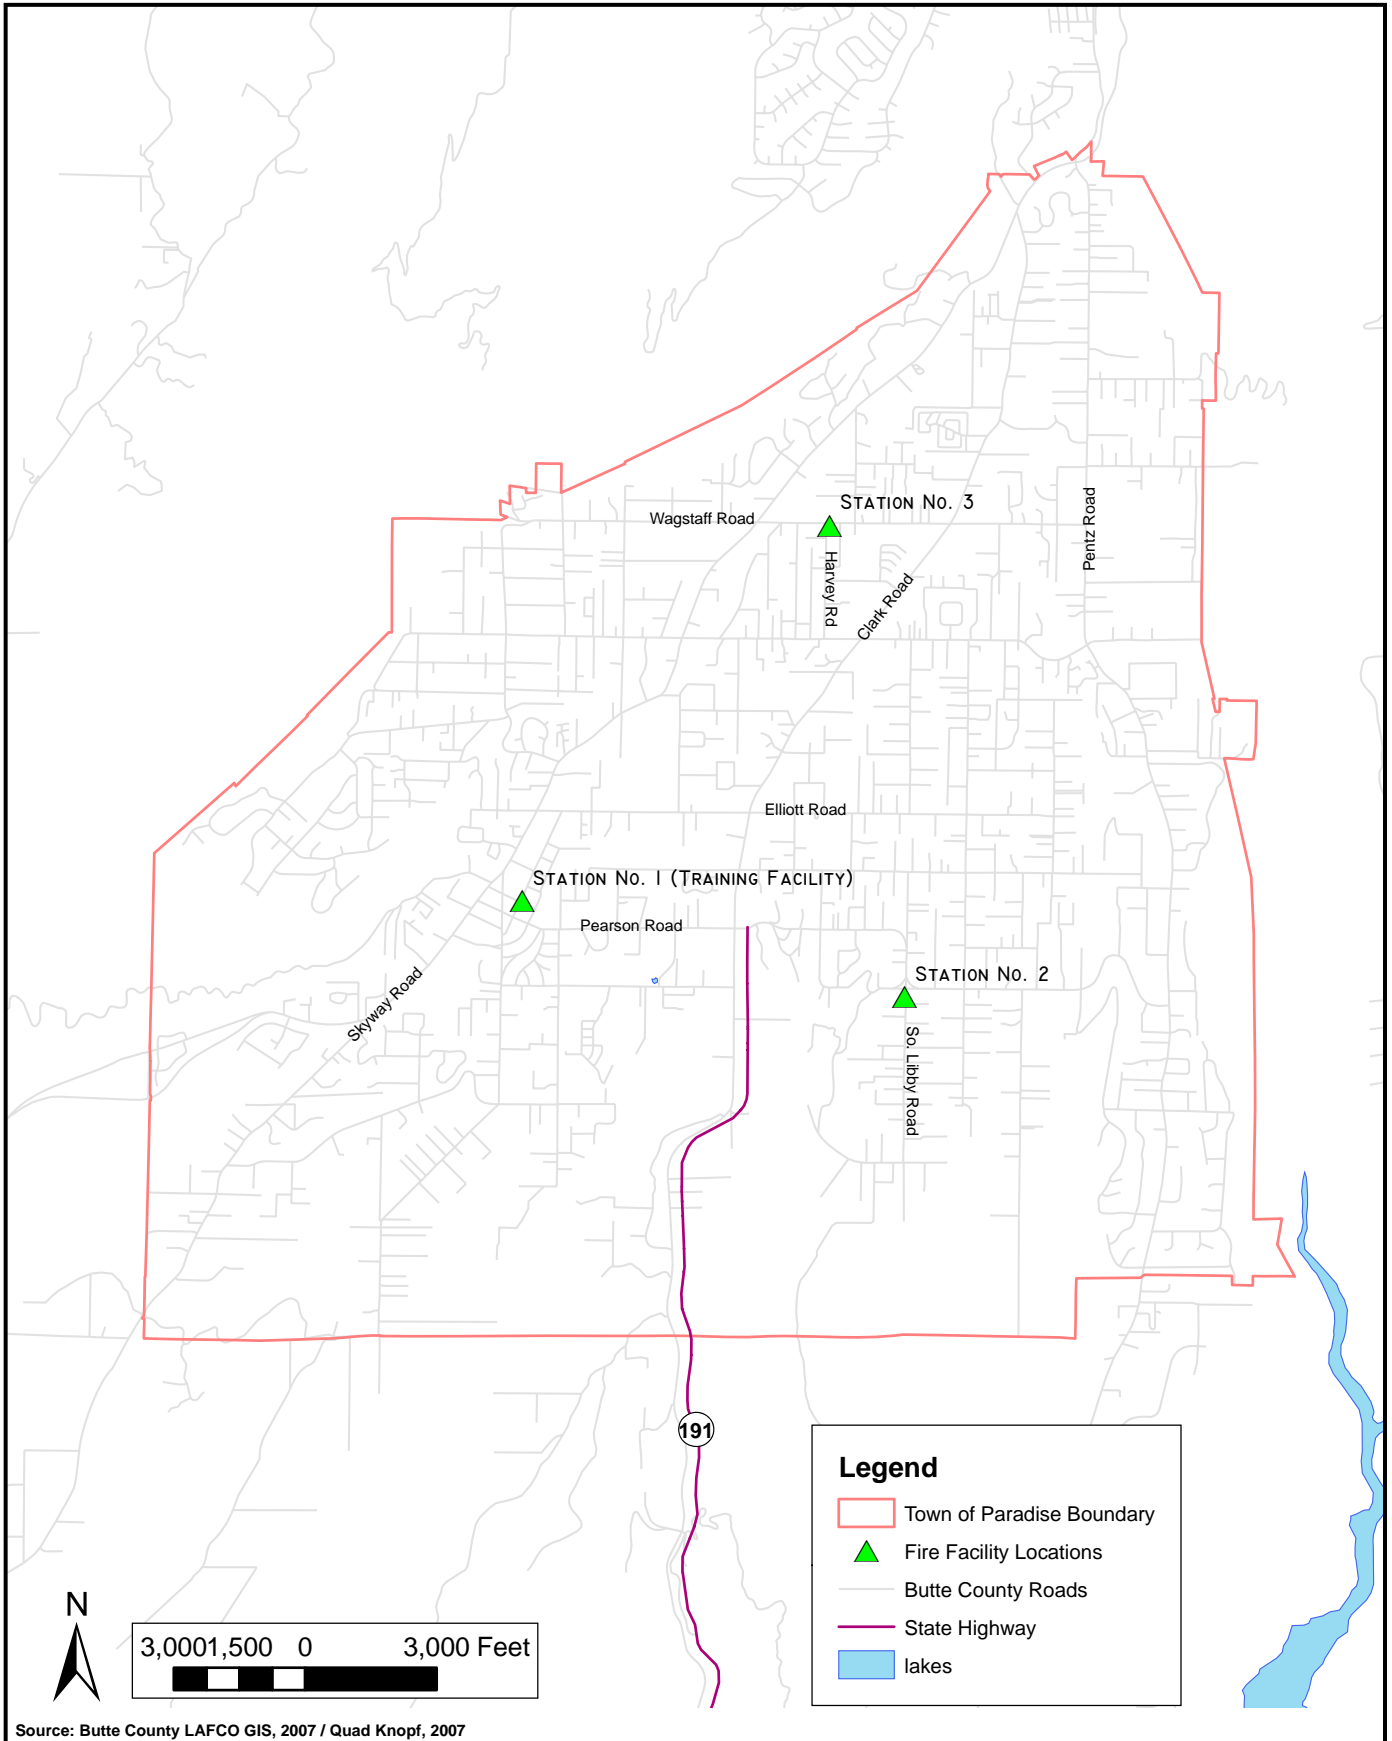 STATION No. 3
Wagstaff Road
Pentz Road
Harvey Rd
Clark Road
Elliott Road
STATION No. 1 (TRAINING FACILITY)
Pearson Road
STATION No. 2
Skyway Road
So. Libby Road
191
Legend
Town of Paradise Boundary
Fire Facility Locations
Butte County Roads
State Highway
lakes
N
3,000 1,500 0 3,000 Feet
Source: Butte County LAFCO GIS, 2007 / Quad Knopf, 2007